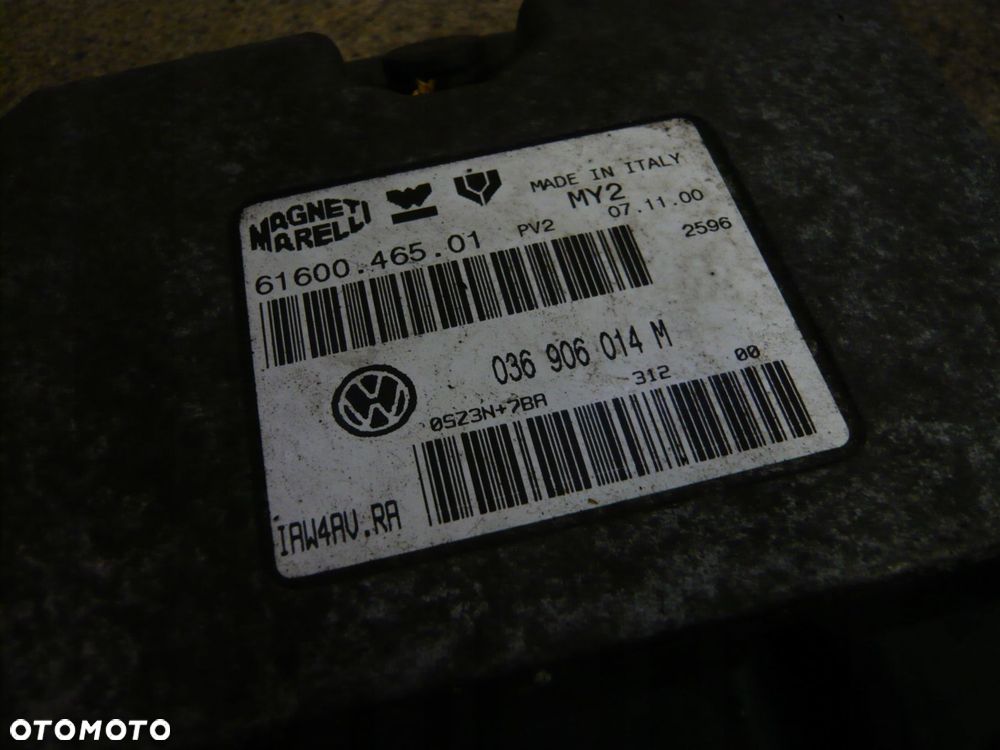 MAGNETI
MARELLI
MADE IN ITALY
MY2
61600.465.01 PV2 07.11.00
2596
036 906 014 M
0SZ3N+7BA 312 00
IAW4AV.RA
OTOMOTO